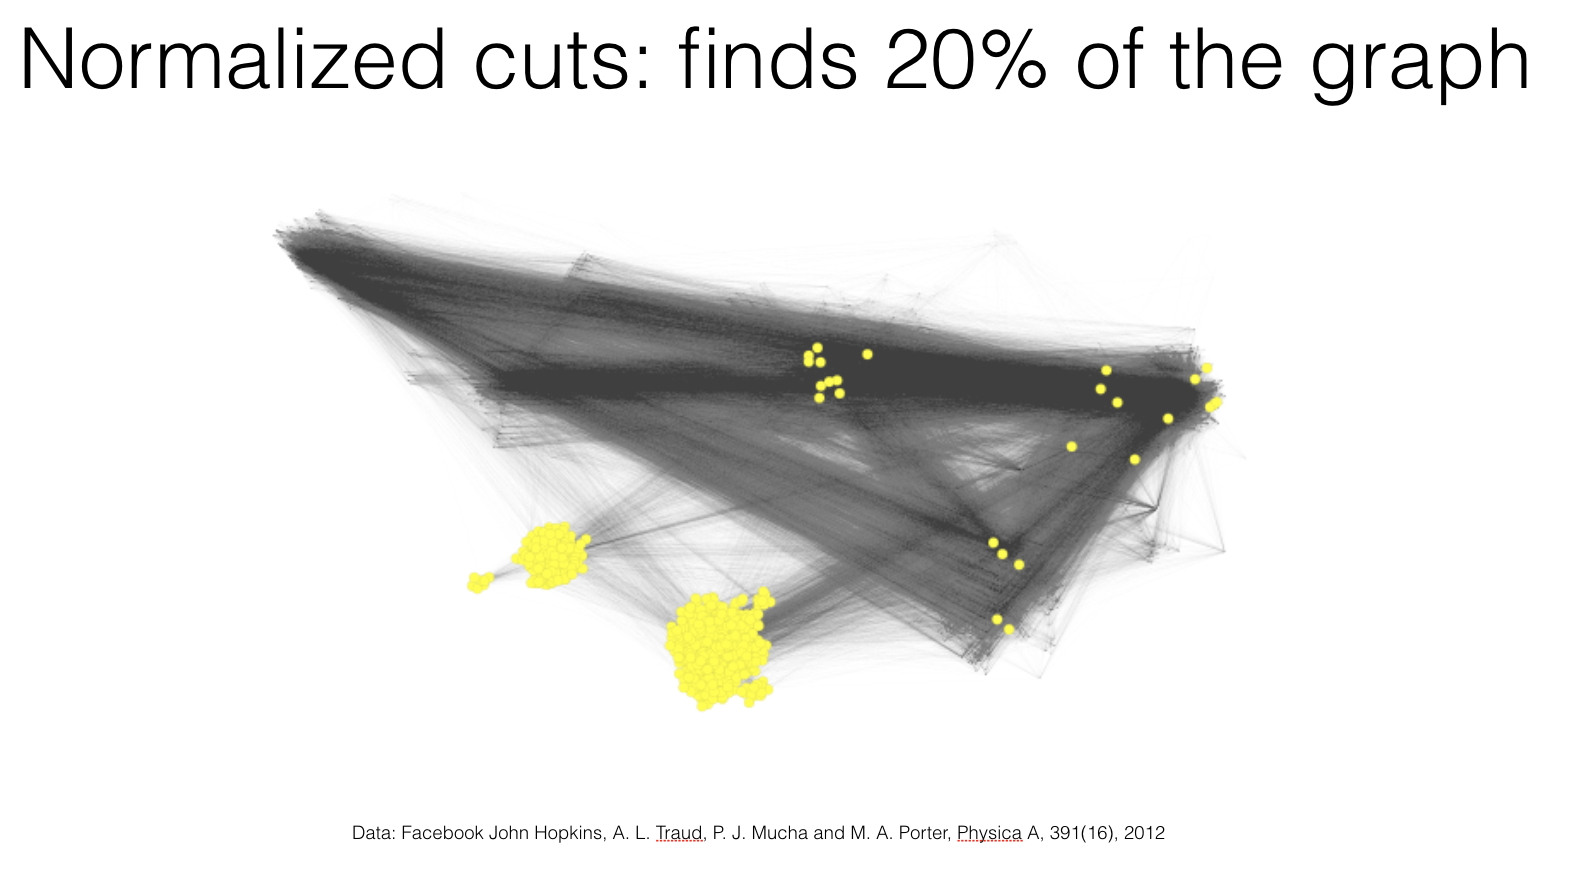 Normalized cuts: finds 20% of the graph
Data: Facebook John Hopkins, A. L. Traud, P. J. Mucha and M. A. Porter, Physica A, 391(16), 2012